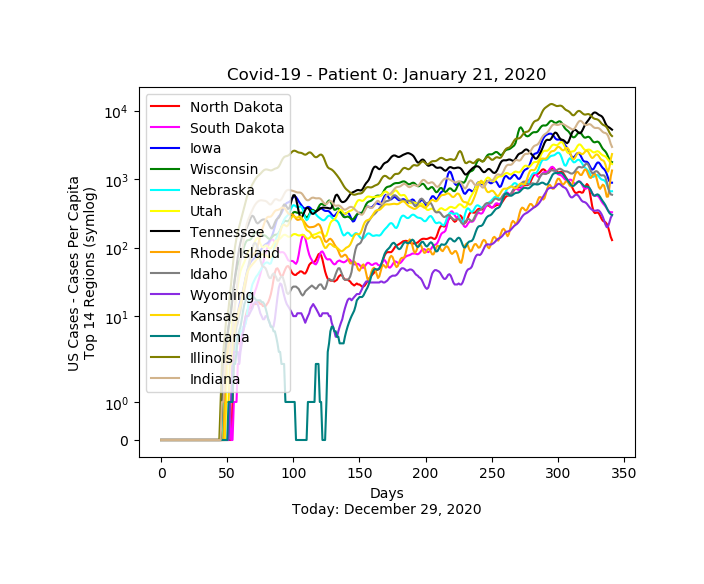 Covid-19 - Patient 0: January 21, 2020
US Cases - Cases Per Capita
Top 14 Regions (symlog)
10⁴
10³
10²
10¹
10⁰
0
North Dakota
South Dakota
Iowa
Wisconsin
Nebraska
Utah
Tennessee
Rhode Island
Idaho
Wyoming
Kansas
Montana
Illinois
Indiana
0 50 100 150 200 250 300 350
Days
Today: December 29, 2020